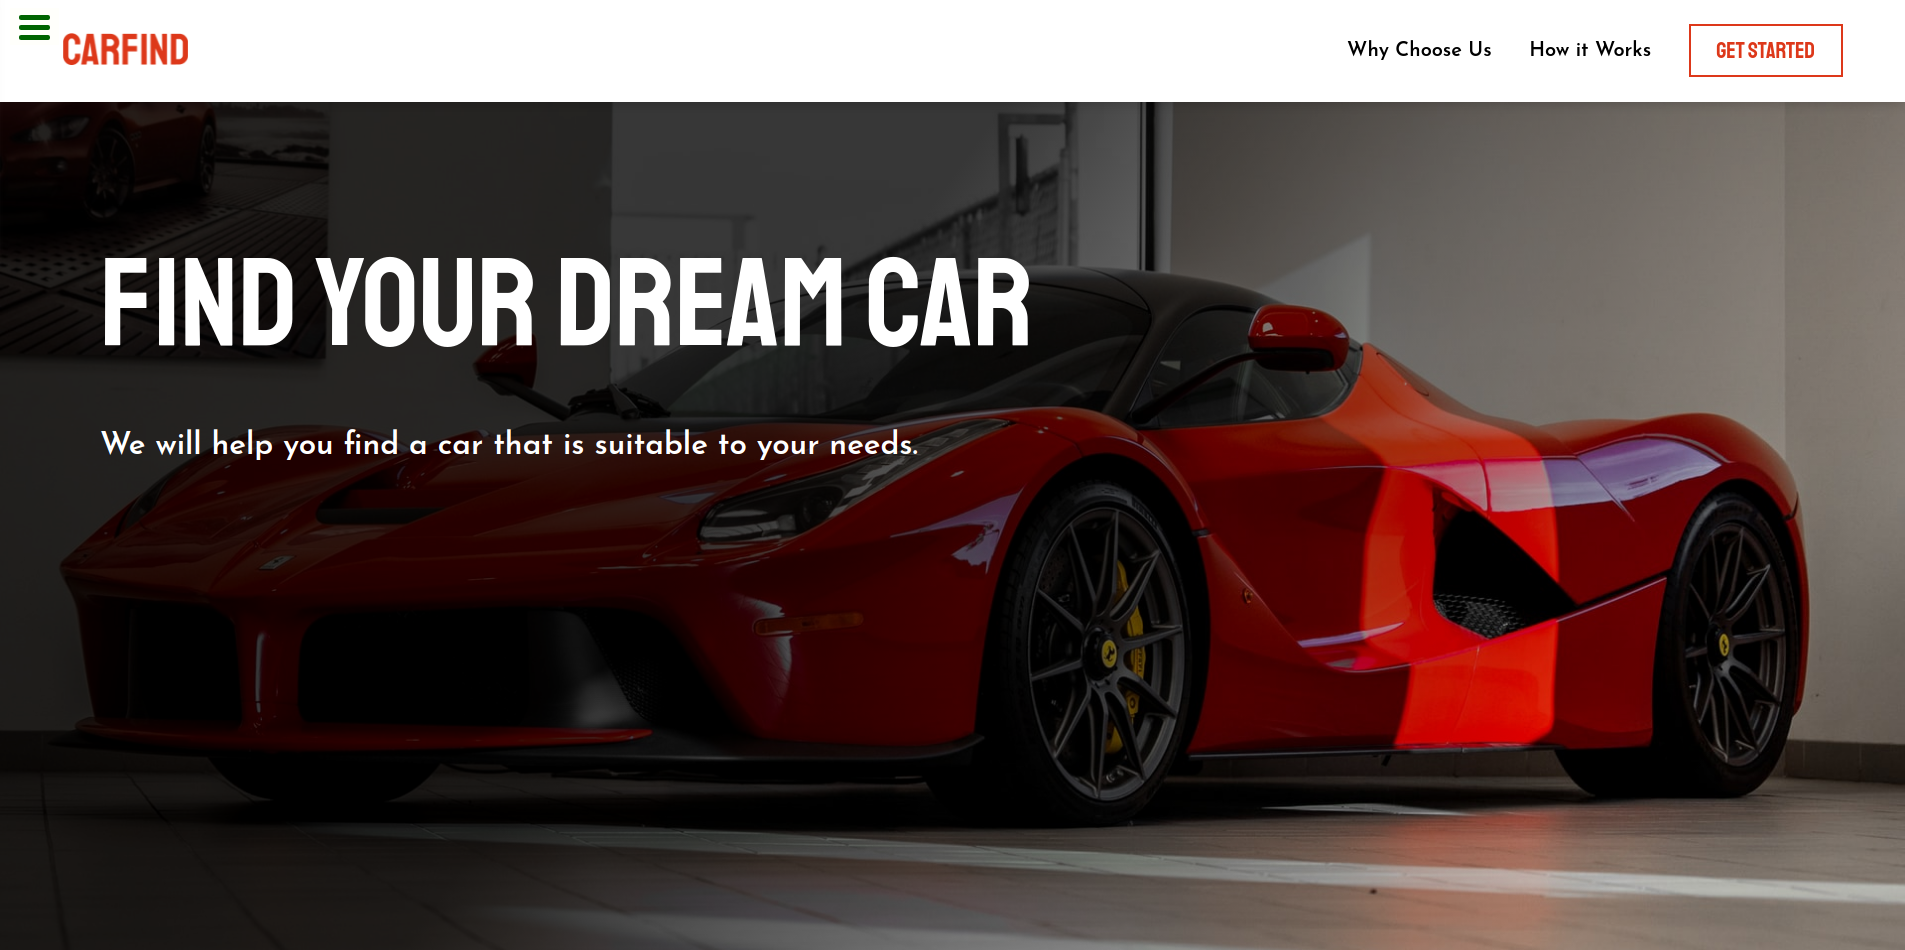 CARFIND
Why Choose Us
How it Works
GET STARTED
FIND YOUR DREAM CAR
We will help you find a car that is suitable to your needs.